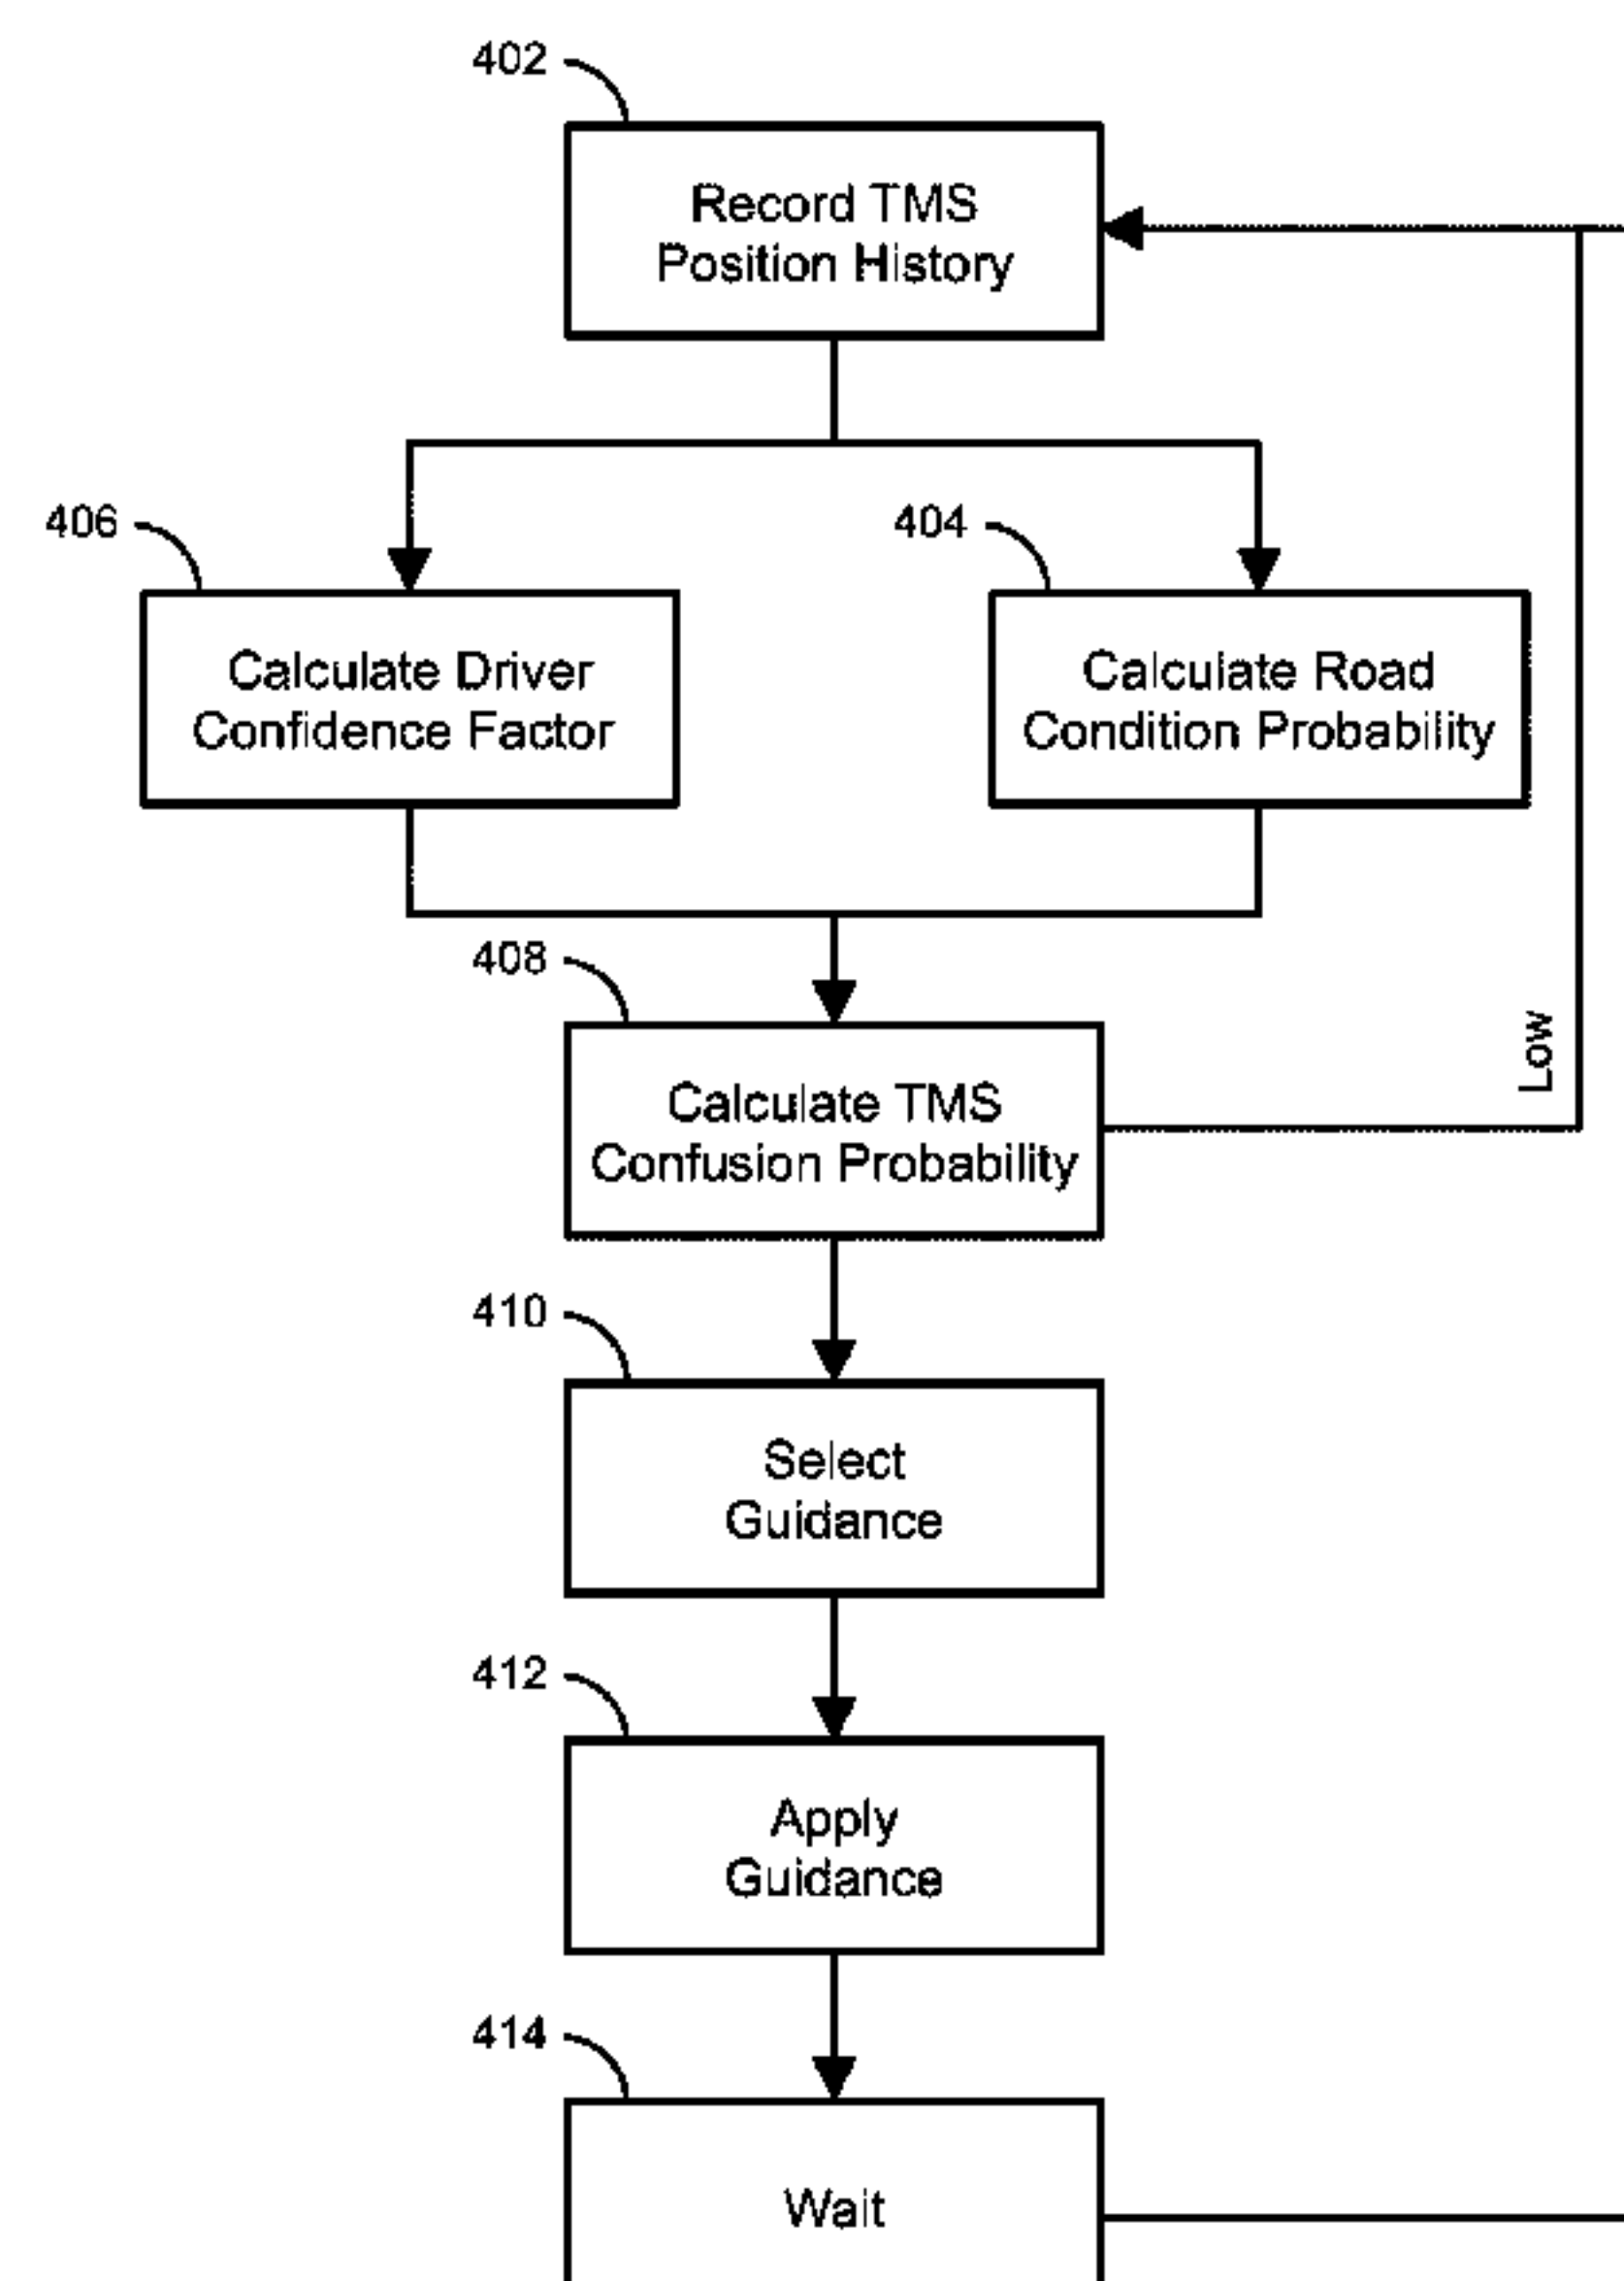 402
Record TMS
Position History
406
404
Calculate Driver
Confidence Factor
Calculate Road
Condition Probability
408
Low
Calculate TMS
Confusion Probability
410
Select
Guidance
412
Apply
Guidance
414
Wait